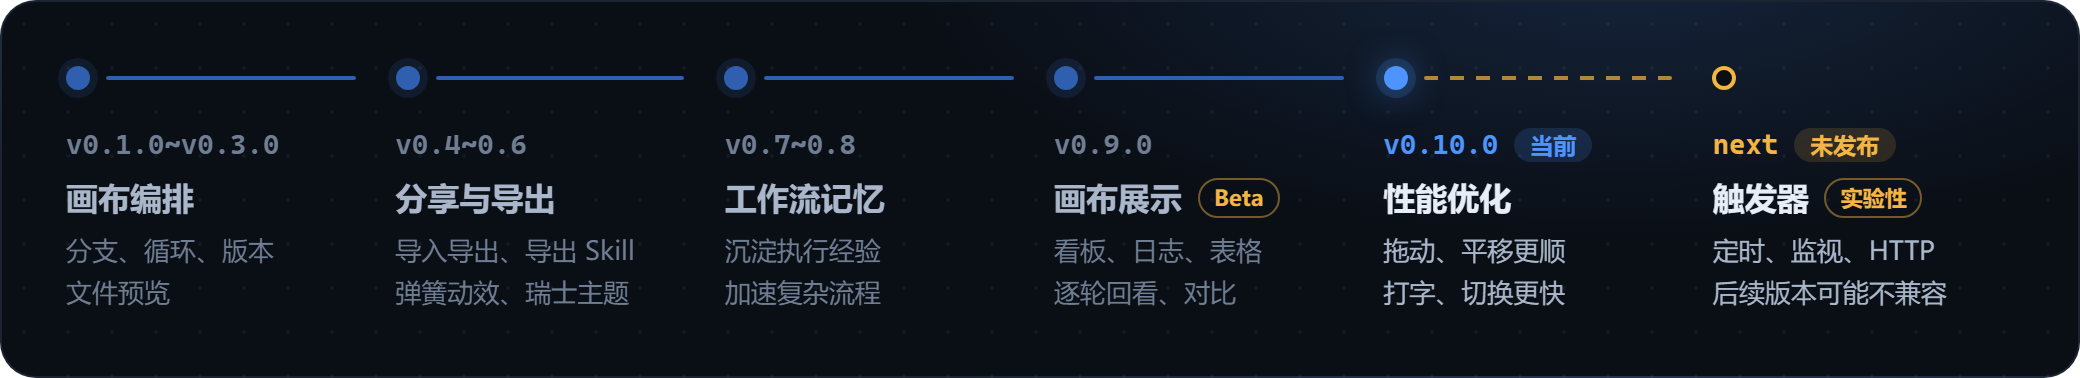 v0.1.0~v0.3.0
画布编排
分支、循环、版本
文件预览
v0.4~0.6
分享与导出
导入导出、导出 Skill
弹簧动效、瑞士主题
v0.7~0.8
工作流记忆
沉淀执行经验
加速复杂流程
v0.9.0
画布展示 Beta
看板、日志、表格
逐轮回看、对比
v0.10.0 当前
性能优化
拖动、平移更顺
打字、切换更快
next 未发布
触发器 实验性
定时、监视、HTTP
后续版本可能不兼容